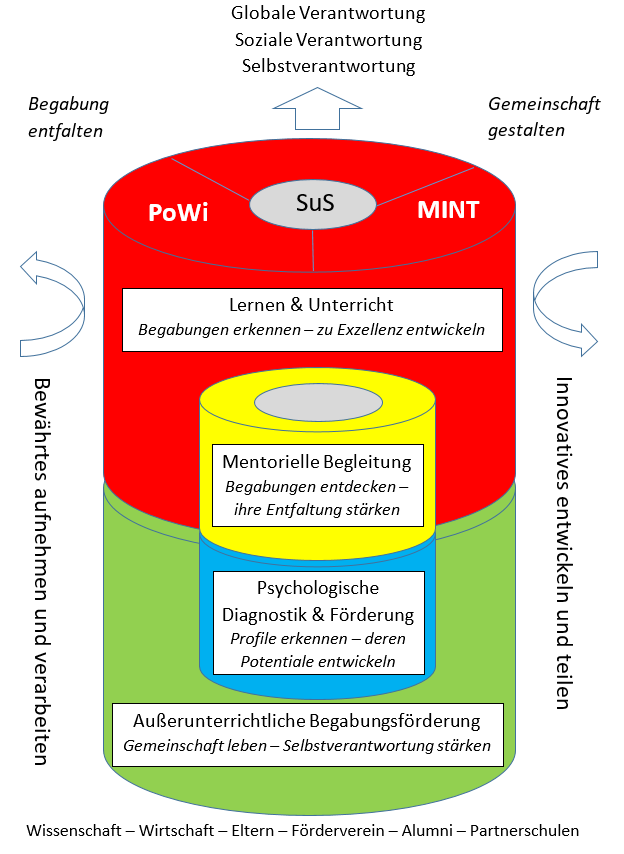 Globale Verantwortung
Soziale Verantwortung
Selbstverantwortung
Begabung
entfalten
Gemeinschaft
gestalten
SuS
PoWi
MINT
Lernen & Unterricht
Begabungen erkennen – zu Exzellenz entwickeln
Bewährtes aufnehmen und verarbeiten
Innovatives entwickeln und teilen
Mentorielle Begleitung
Begabungen entdecken –
ihre Entfaltung stärken
Psychologische
Diagnostik & Förderung
Profile erkennen – deren
Potentiale entwickeln
Außerunterrichtliche Begabungsförderung
Gemeinschaft leben – Selbstverantwortung stärken
Wissenschaft – Wirtschaft – Eltern – Förderverein – Alumni – Partnerschulen